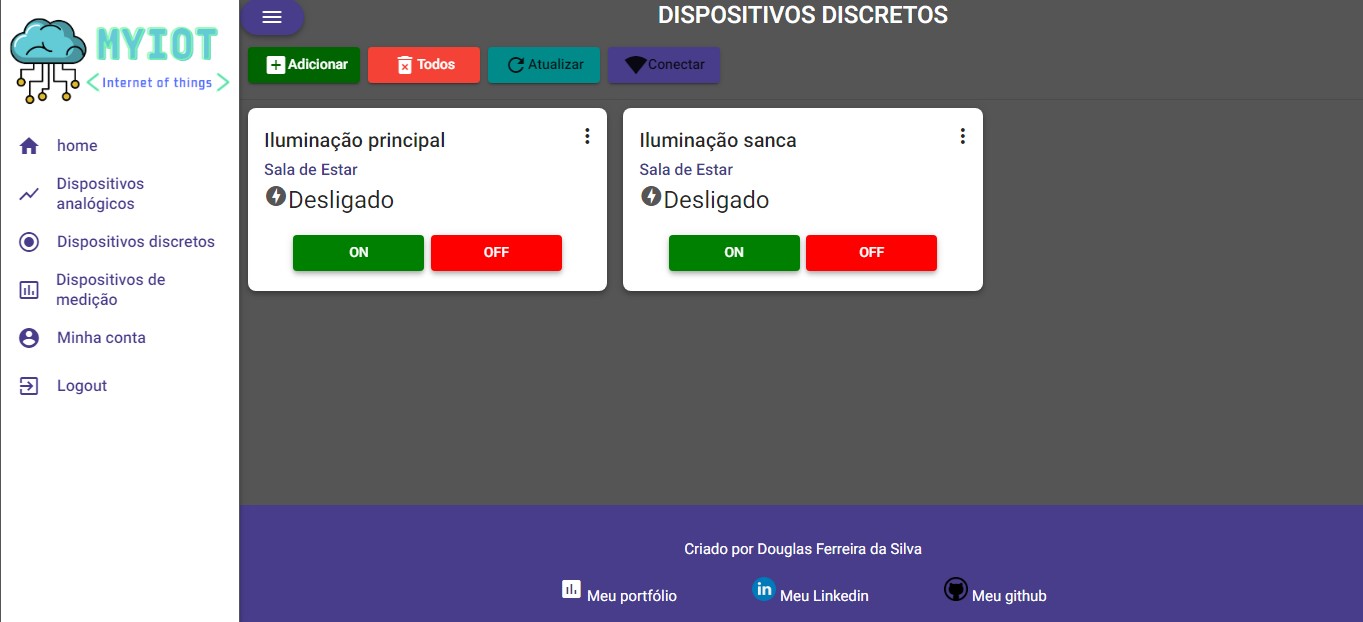 MYIOT
Internet of things
home
Dispositivos
analógicos
Dispositivos discretos
Dispositivos de
medição
Minha conta
Logout
DISPOSITIVOS DISCRETOS
Adicionar
Todos
Atualizar
Conectar
Iluminação principal
Sala de Estar
Desligado
ON OFF
Iluminação sanca
Sala de Estar
Desligado
ON OFF
Criado por Douglas Ferreira da Silva
Meu portfólio
in Meu Linkedin
Meu github